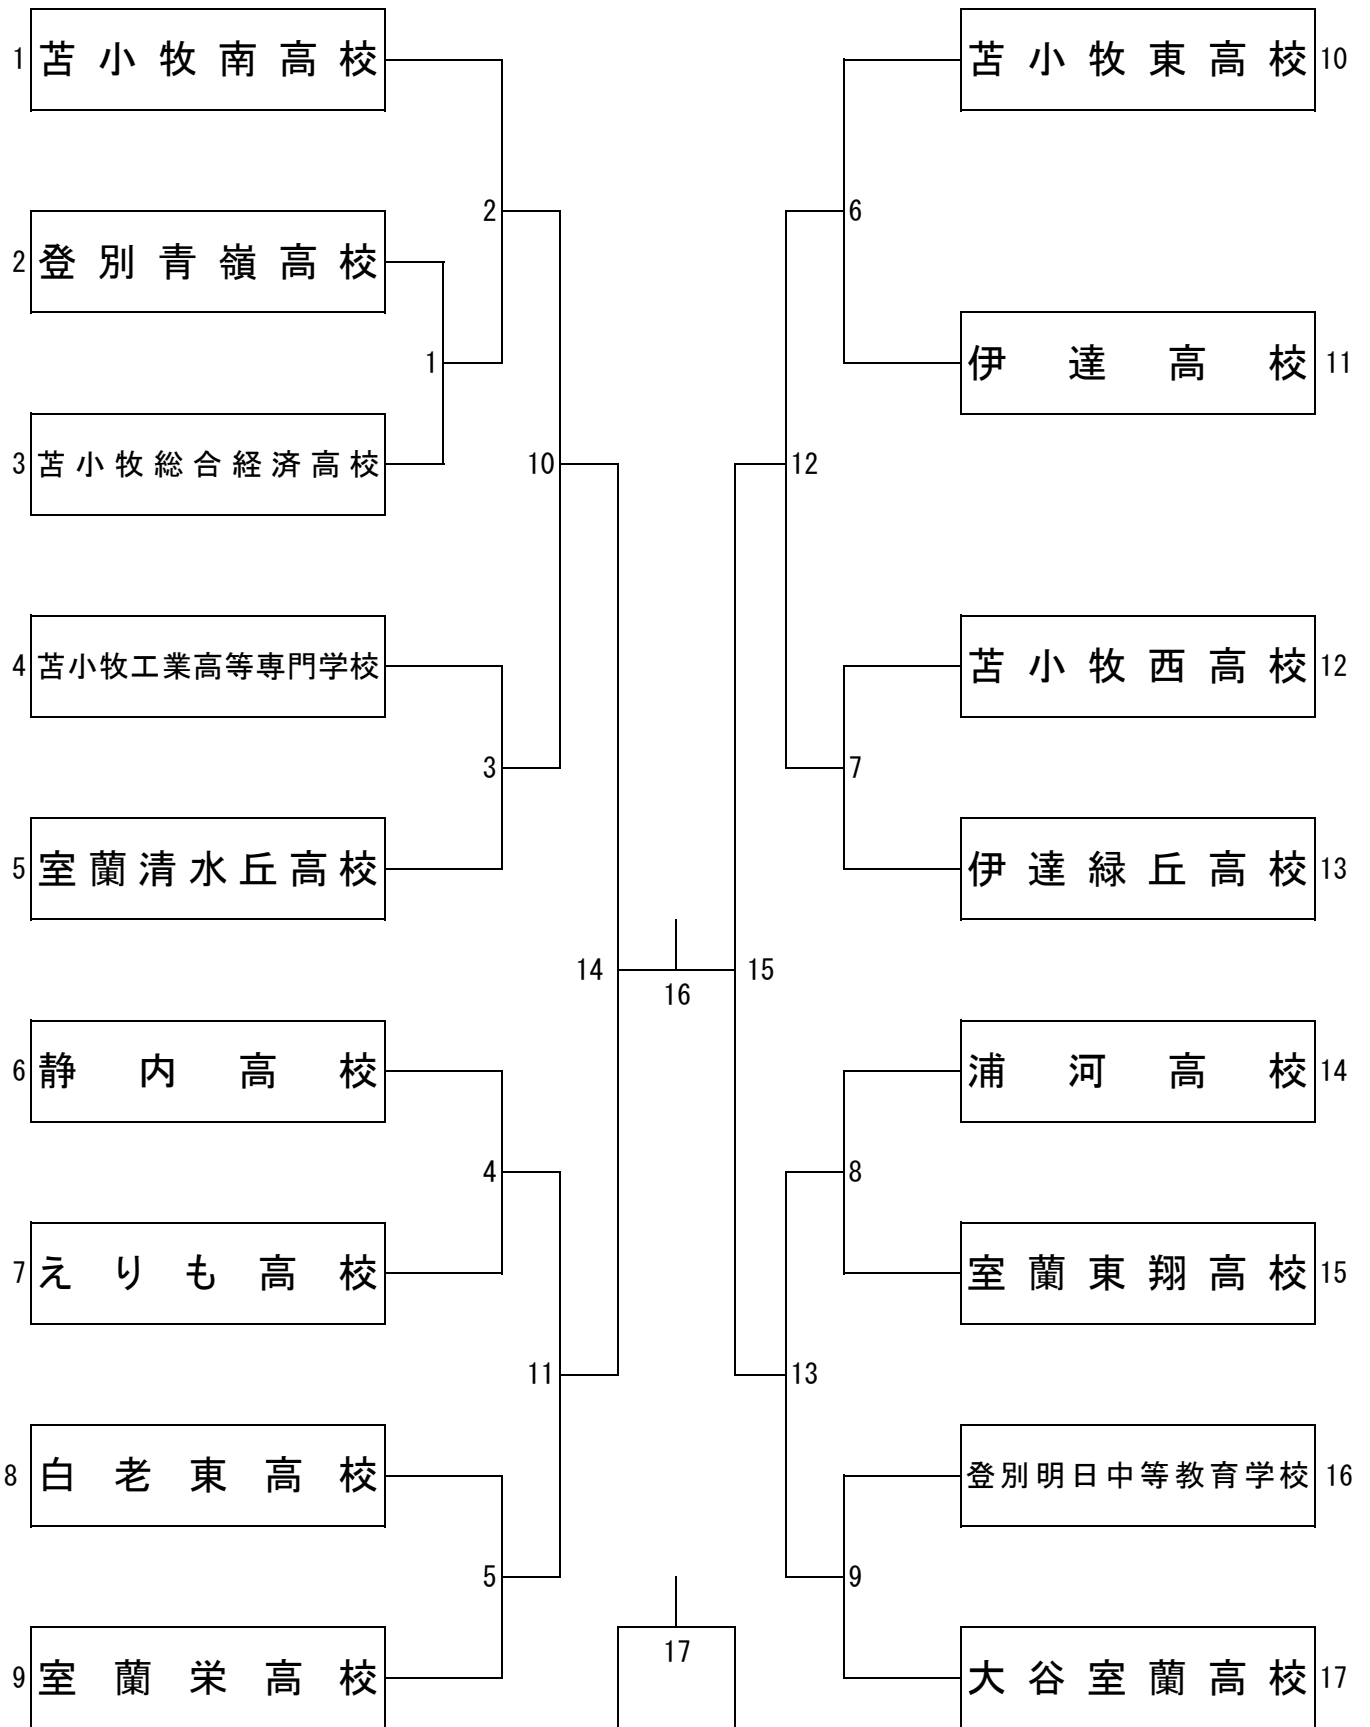 1 苫小牧南高校
2 登別青嶺高校
3 苫小牧総合経済高校
4 苫小牧工業高等専門学校
5 室蘭清水丘高校
6 静内高校
7 えりも高校
8 白老東高校
9 室蘭栄高校
2
1
10
3
14
4
11
5
16
17
15
6
12
7
8
13
9
苫小牧東高校 10
伊達高校 11
苫小牧西高校 12
伊達緑丘高校 13
浦河高校 14
室蘭東翔高校 15
登別明日中等教育学校 16
大谷室蘭高校 17